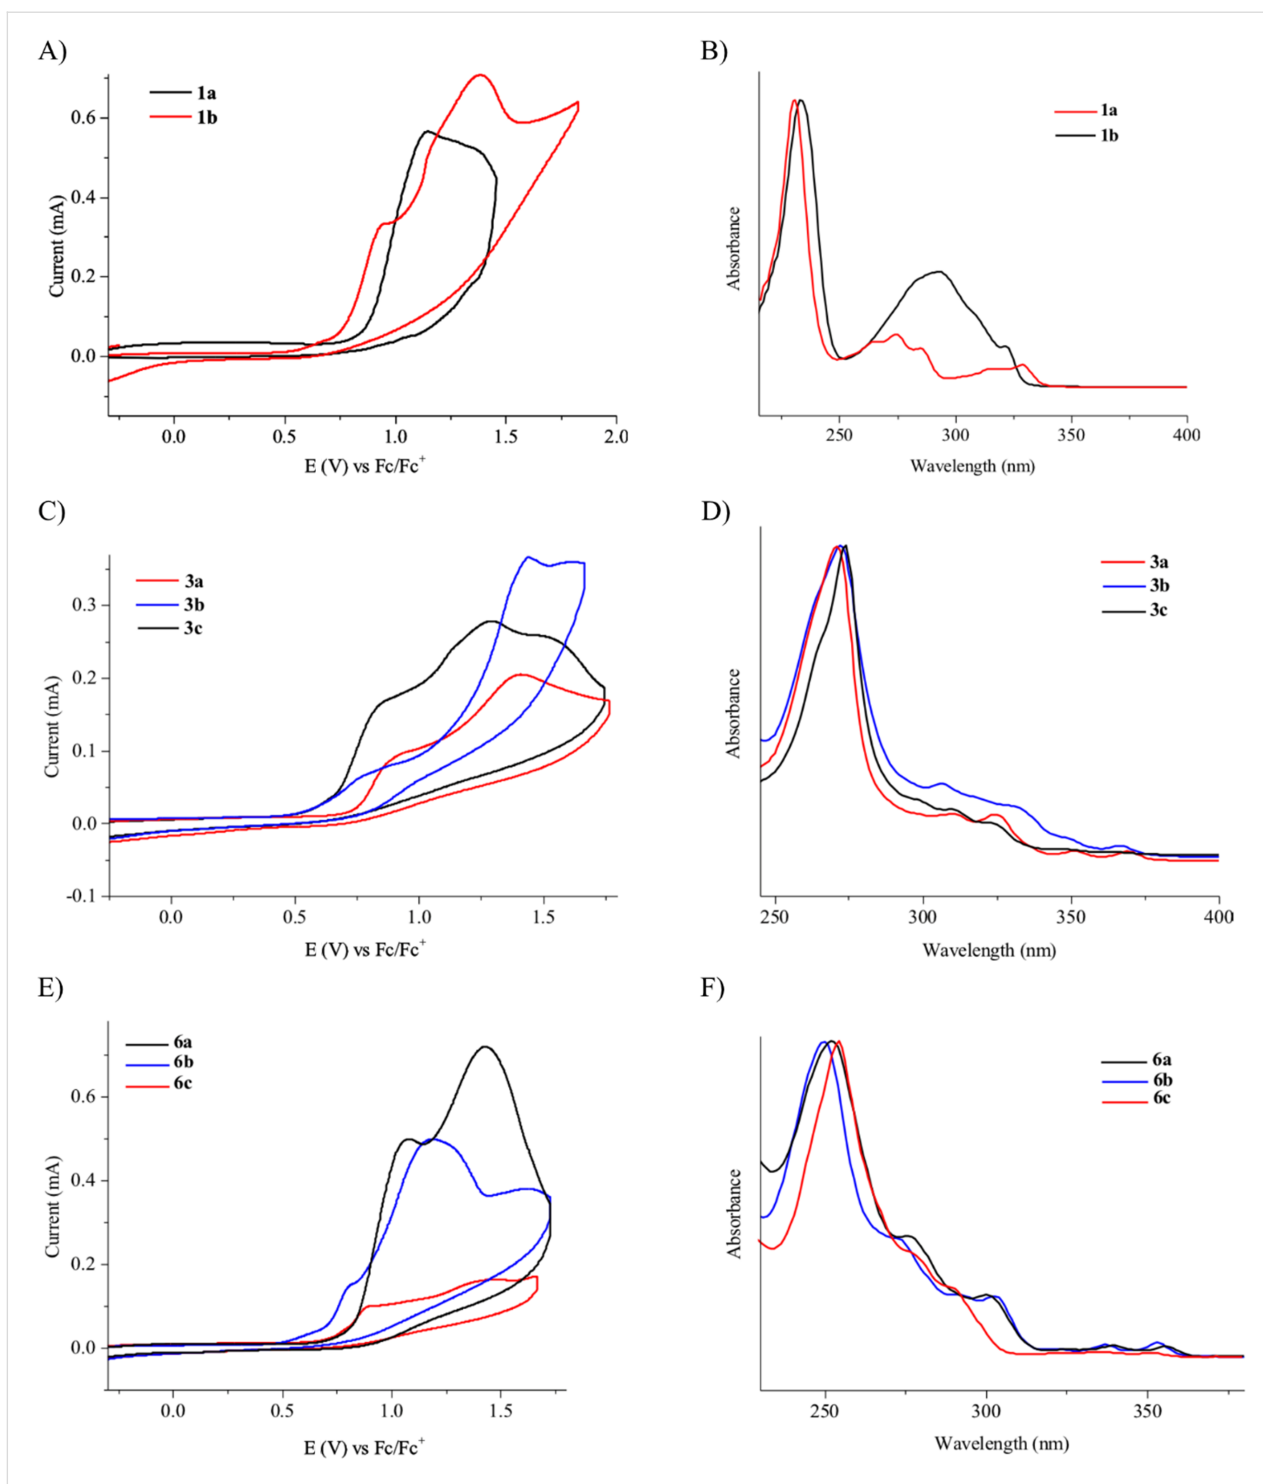 A)
1a
1b
0.6
0.4
0.2
0.0
Current (mA)
0.0 0.5 1.0 1.5 2.0
E (V) vs Fc/Fc+
B)
1a
1b
Absorbance
250 300 350 400
Wavelength (nm)
C)
3a
3b
3c
0.3
0.2
0.1
0.0
-0.1
Current (mA)
0.0 0.5 1.0 1.5
E (V) vs Fc/Fc+
D)
3a
3b
3c
Absorbance
250 300 350 400
Wavelength (nm)
E)
6a
6b
6c
0.6
0.4
0.2
0.0
Current (mA)
0.0 0.5 1.0 1.5
E (V) vs Fc/Fc+
F)
6a
6b
6c
Absorbance
250 300 350
Wavelength (nm)